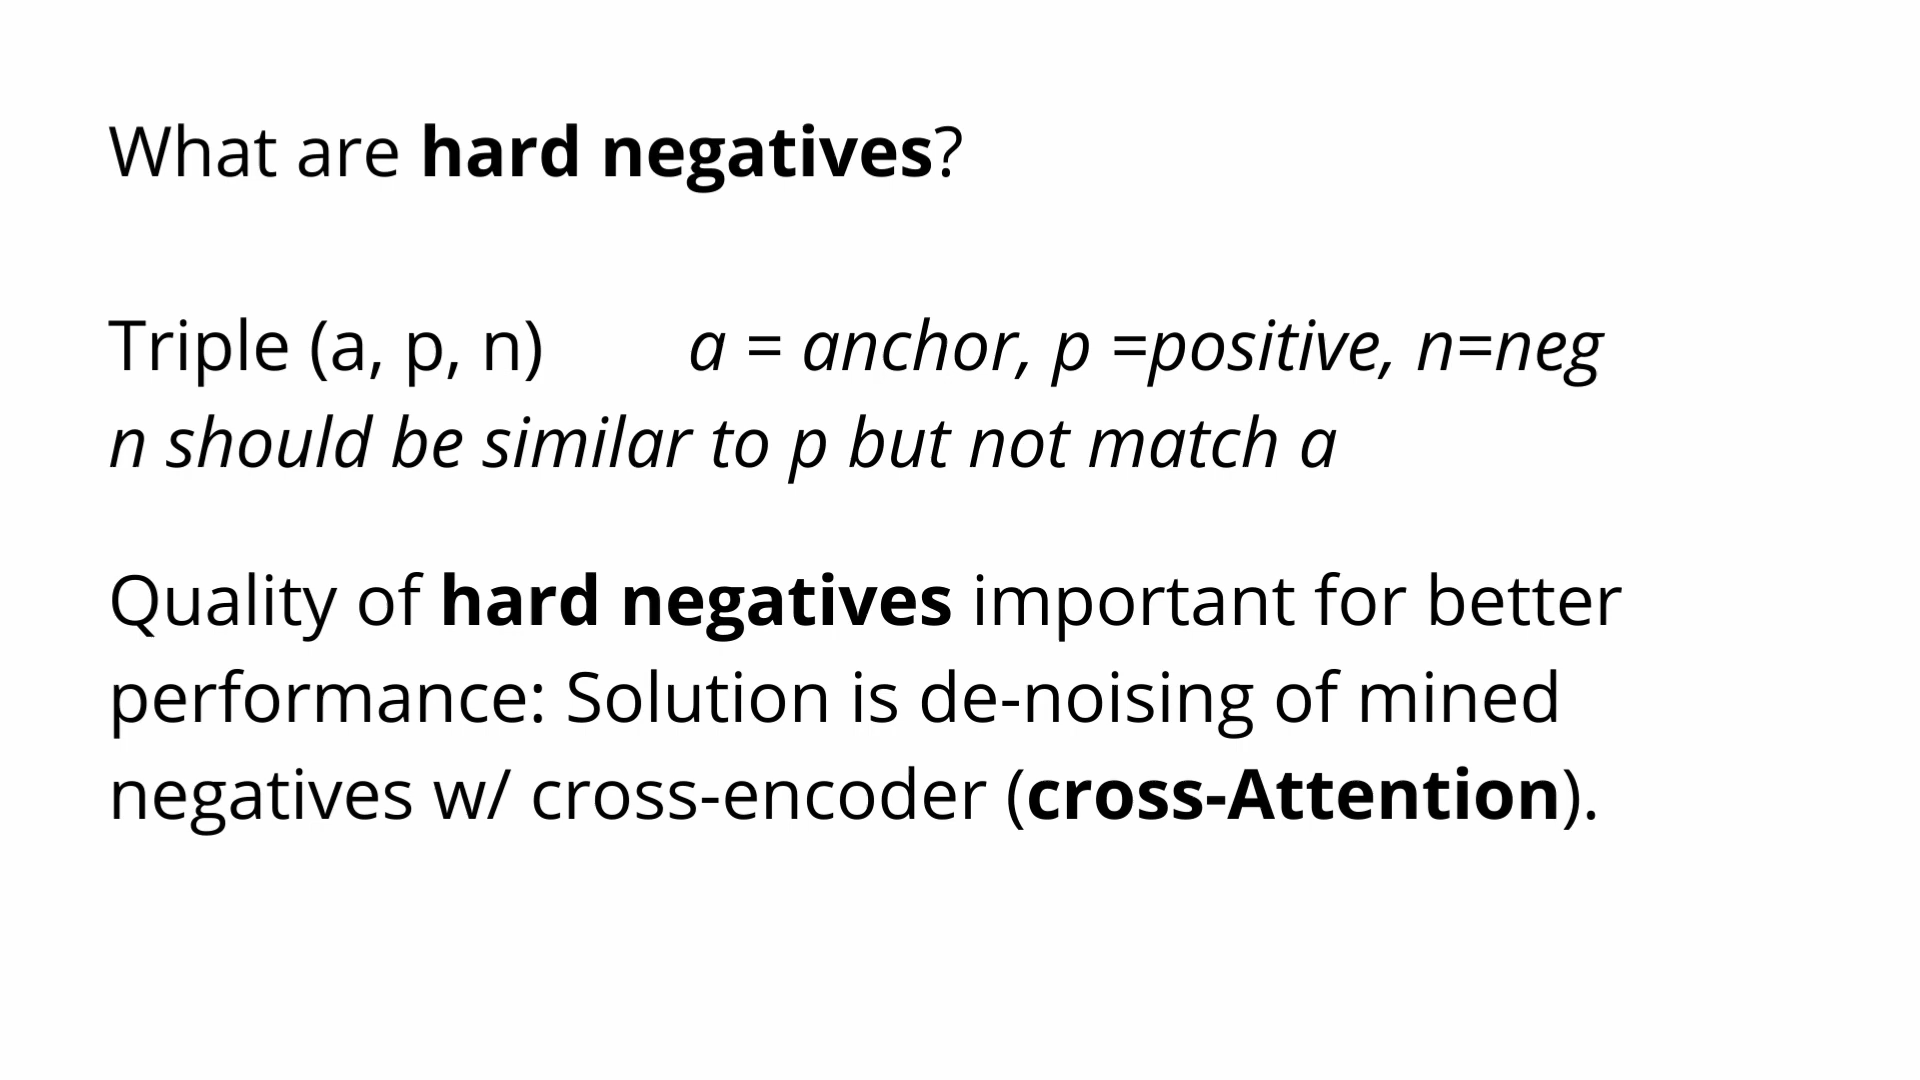 What are hard negatives?
Triple (a, p, n) a = anchor, p =positive, n=neg
n should be similar to p but not match a
Quality of hard negatives important for better
performance: Solution is de-noising of mined
negatives w/ cross-encoder (cross-Attention).